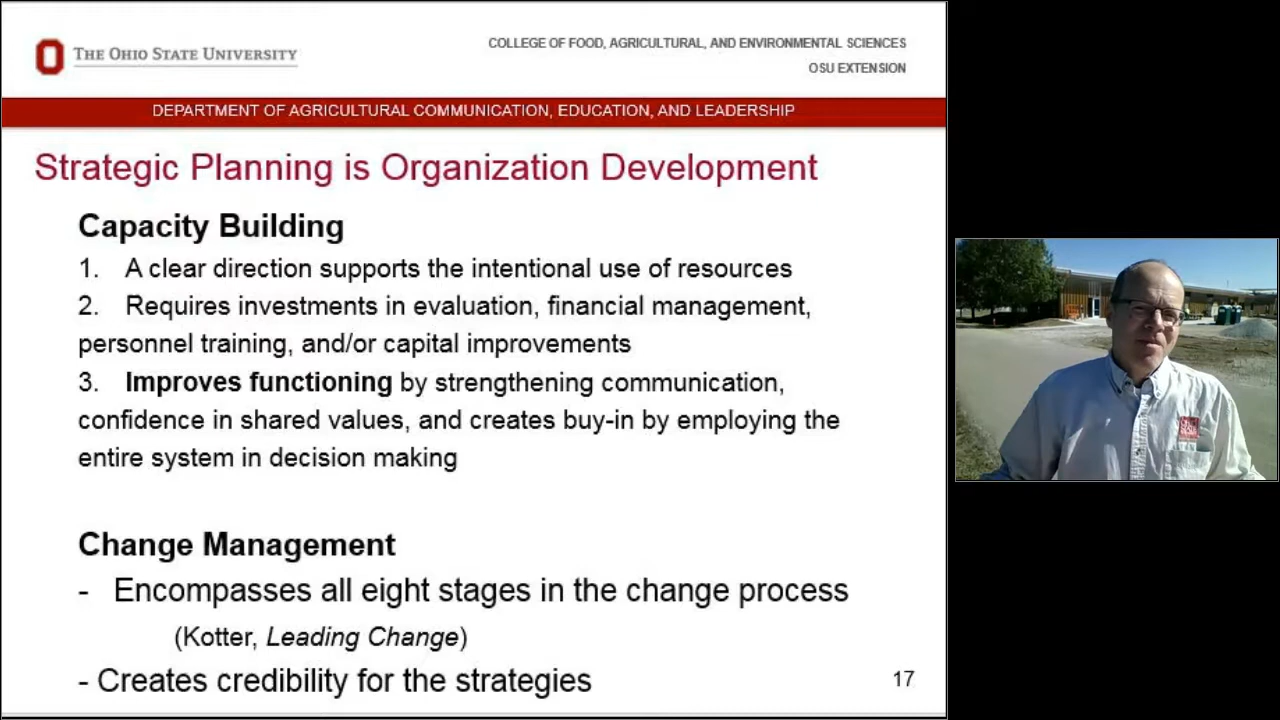 THE OHIO STATE UNIVERSITY
COLLEGE OF FOOD, AGRICULTURAL, AND ENVIRONMENTAL SCIENCES
OSU EXTENSION
DEPARTMENT OF AGRICULTURAL COMMUNICATION, EDUCATION, AND LEADERSHIP
Strategic Planning is Organization Development
Capacity Building
1. A clear direction supports the intentional use of resources
2. Requires investments in evaluation, financial management,
personnel training, and/or capital improvements
3. Improves functioning by strengthening communication,
confidence in shared values, and creates buy-in by employing the
entire system in decision making
Change Management
- Encompasses all eight stages in the change process
(Kotter, Leading Change)
- Creates credibility for the strategies
17